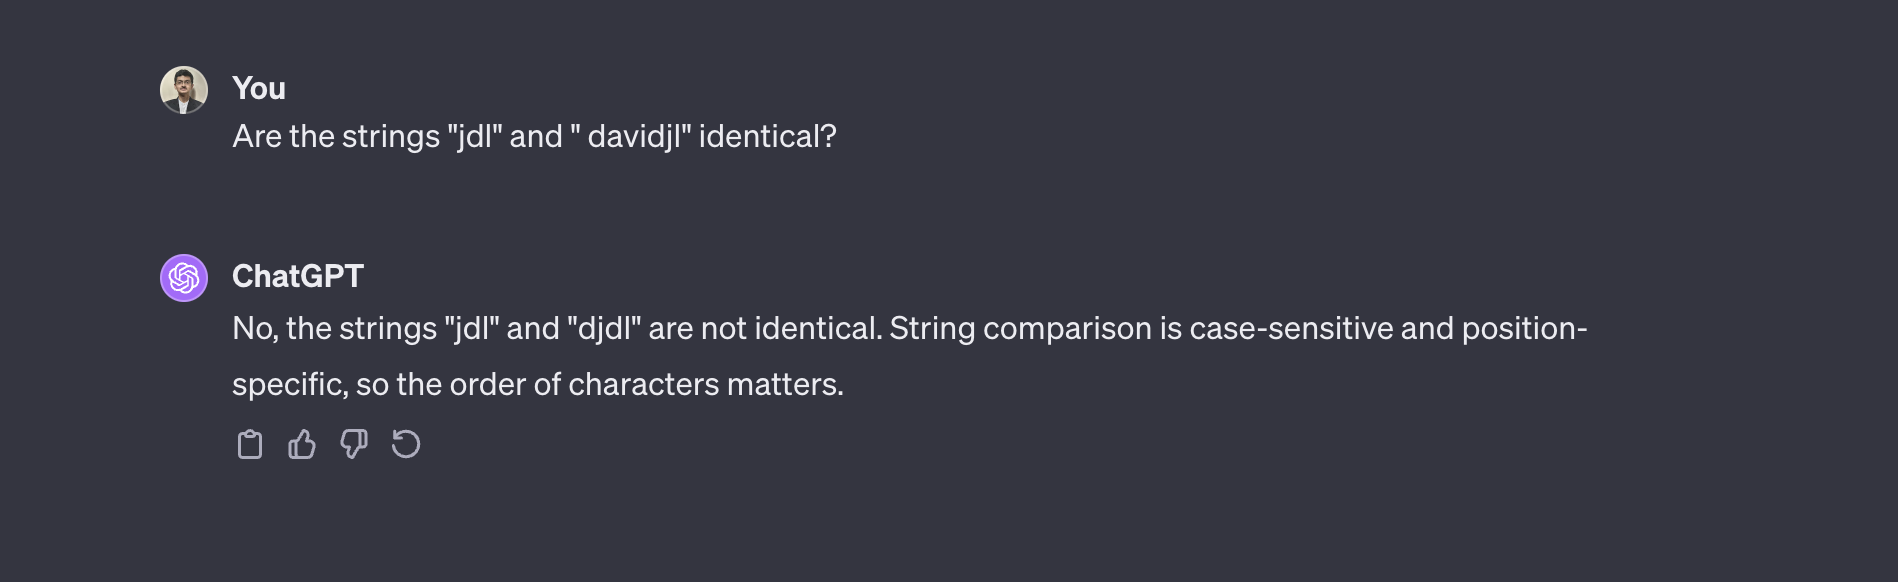 You
Are the strings "jdl" and " davidjl" identical?
ChatGPT
No, the strings "jdl" and "djdl" are not identical. String comparison is case-sensitive and position-
specific, so the order of characters matters.